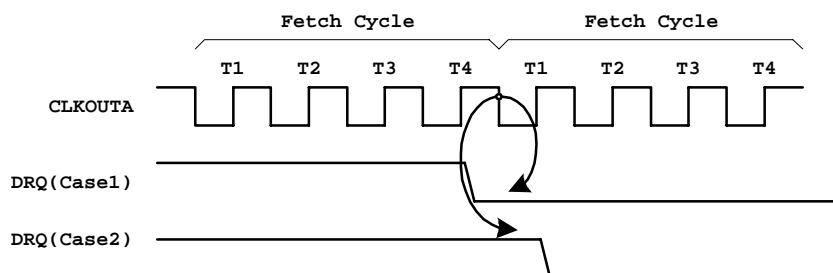 Fetch Cycle Fetch Cycle
T1 T2 T3 T4 T1 T2 T3 T4
CLKOUTA
DRQ(Case1)
DRQ(Case2)